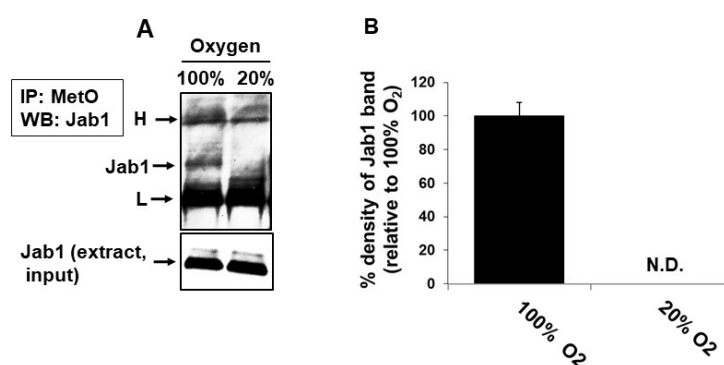 A
Oxygen
100% 20%
IP: MetO
WB: Jab1
H
Jab1
L
Jab1 (extract,
input)
B
% density of Jab1 band
(relative to 100% O₂)
120
100
80
60
40
20
0
N.D.
100% O2
20% O2